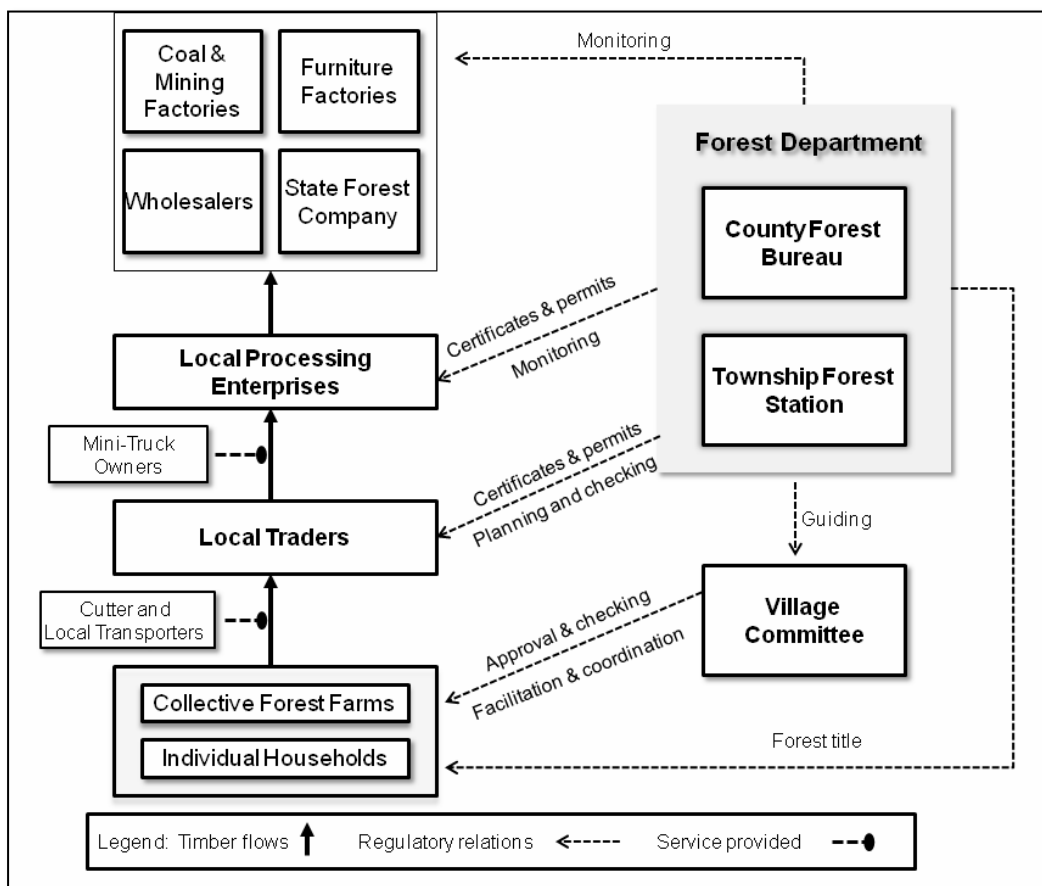 Coal &
Mining
Factories
Furniture
Factories
Wholesalers
State Forest
Company
Monitoring
Forest Department
County Forest
Bureau
Township Forest
Station
Certificates & permits
Monitoring
Local Processing
Enterprises
Mini-Truck
Owners
Certificates & permits
Planning and checking
Local Traders
Guiding
Village
Committee
Cutter and
Local Transporters
Approval & checking
Facilitation & coordination
Collective Forest Farms
Individual Households
Forest title
Legend: Timber flows Regulatory relations Service provided